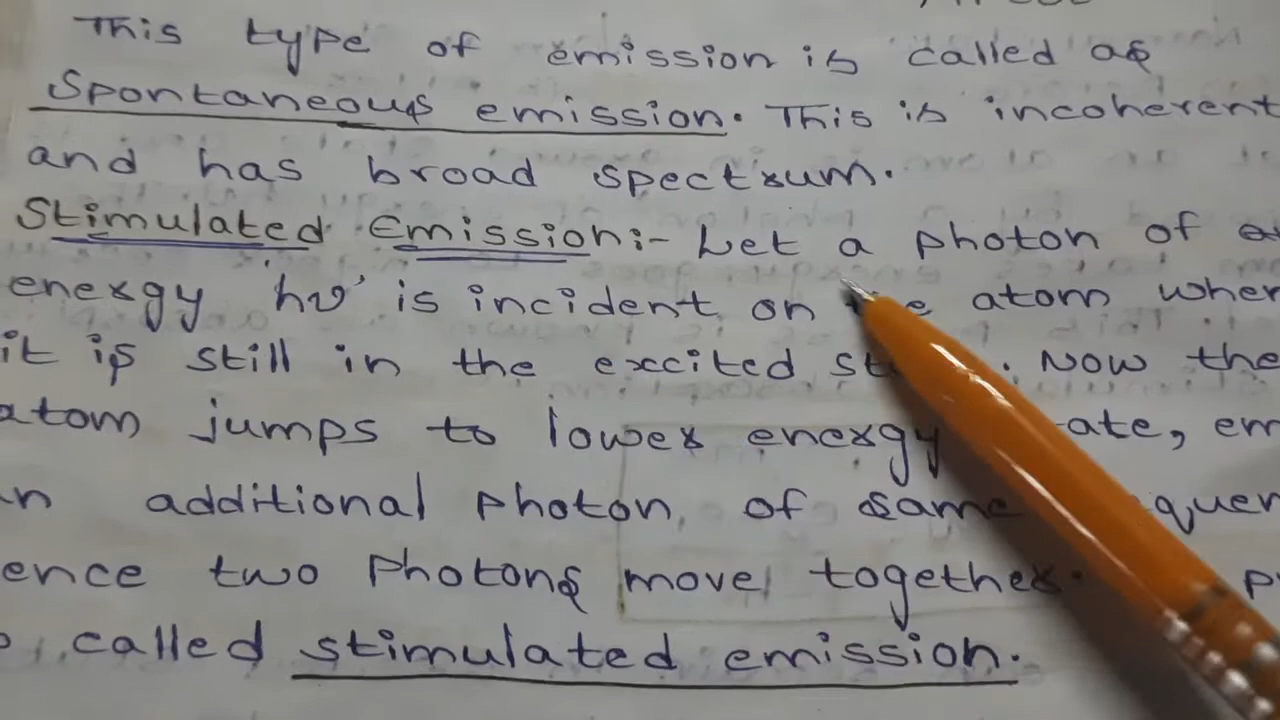 This type of emission is called as
Spontaneous emission. This is incoherent
and has broad spectrum.
Stimulated Emission:- Let a photon of
energy 'hν' is incident on atom
it is still in the excited . Now the
atom jumps to lower energy
additional photon of same
two photons move together.
called stimulated emission.